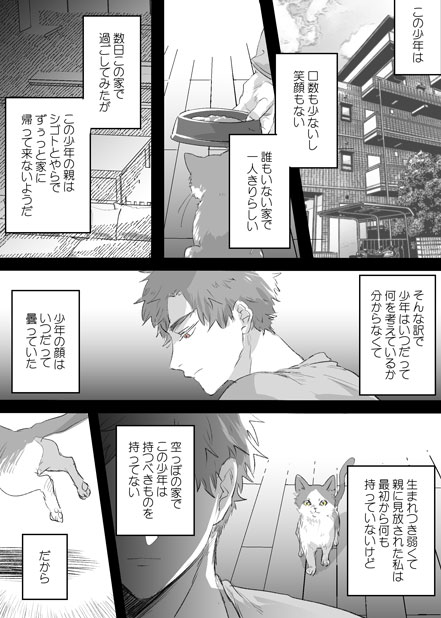 この少年は
口数も少ないし
笑顔もない
誰もいない家で
一人きりらしい
数日この家で
過ごしてみたが
この少年の親は
シゴトとやらで
ずぅっと家に
帰って来ないようだ
そんな訳で
少年はいつだって
何を考えているか
分からなくて
少年の顔は
いつだって
曇っていた
生まれつき弱くて
親に見放された私は
最初から何も
持っていないけど
空っぽの家で
この少年は
持つべきものを
持ってない
だから